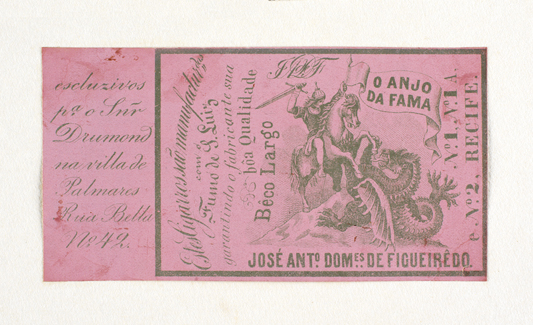 escluzivos
pª o Snr
Drumond
na villa de
Palmares
Rua Bella
Nº 42.
Estes Cigarros são manufacturados
com o
Fumo de S. Luiz
garantindo o fabricante sua
bôa Qualidade
Bêco Largo
O ANJO
DA FAMA
Nº 1, Nº 1 A.
e Nº 2, RECIFE.
JOSÉ ANTº DOMES. DE FIGUEIRÊDO.